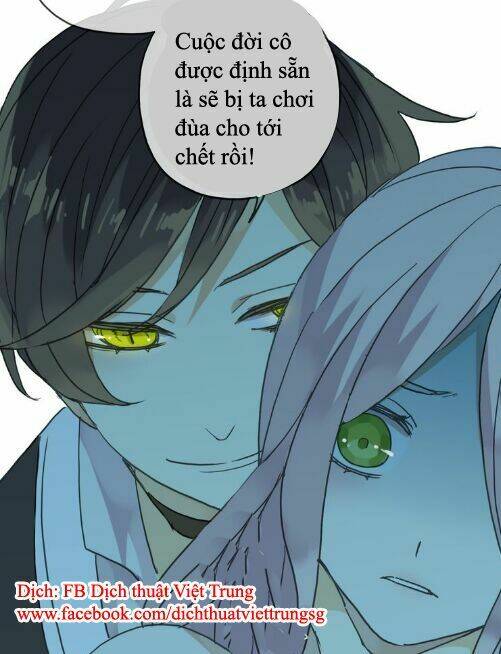 Cuộc đời cô
được định sẵn
là sẽ bị ta chơi
đùa cho tới
chết rồi!
Dịch: FB Dịch thuật Việt Trung
www.facebook.com/dichthuatviettrungsg